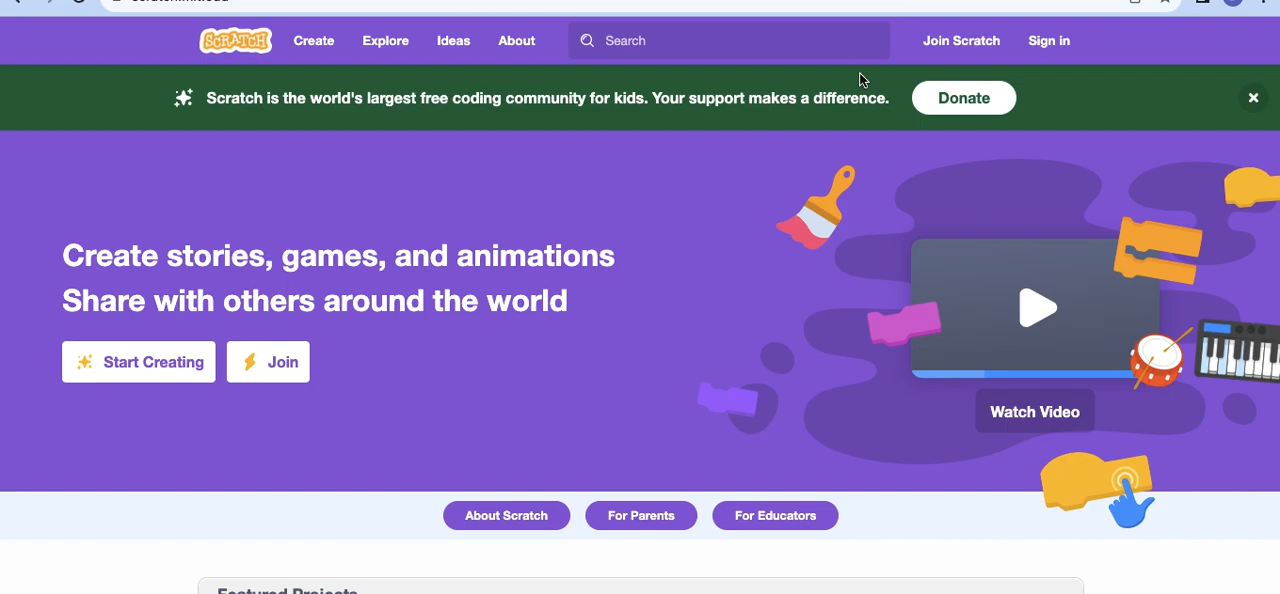 SCRATCH Create Explore Ideas About Search Join Scratch Sign in
Scratch is the world's largest free coding community for kids. Your support makes a difference. Donate
Create stories, games, and animations
Share with others around the world
Start Creating Join
Watch Video
About Scratch For Parents For Educators
Featured Projects